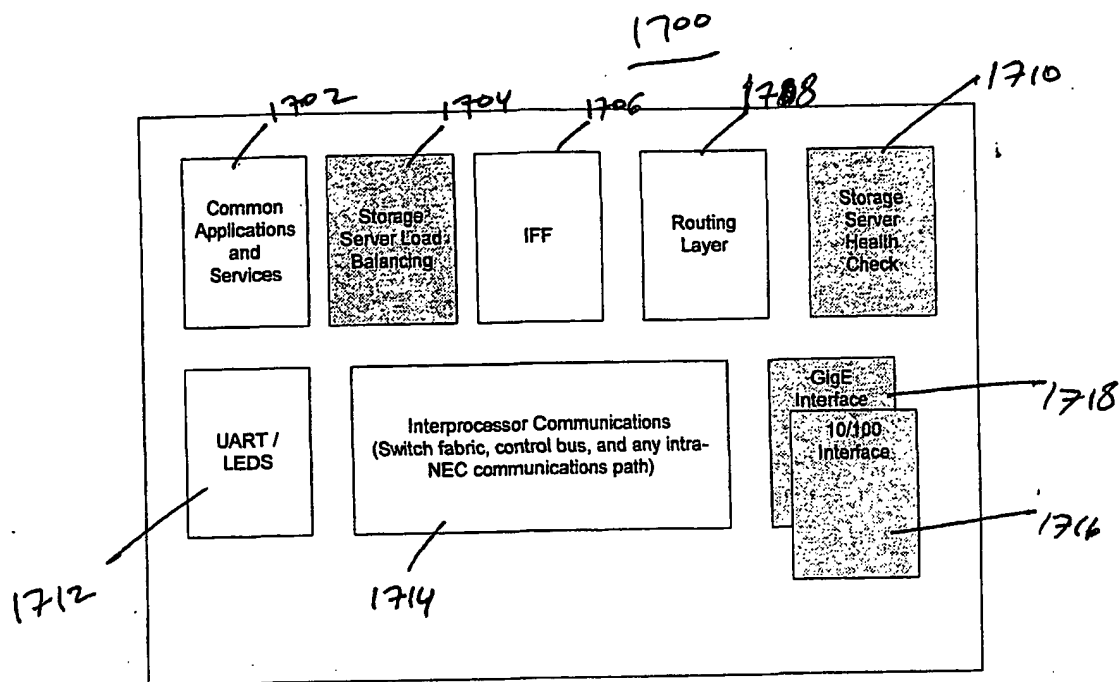 1700
1702
1704
1706
1708
1710
Common
Applications
and
Services
Storage
Server Load
Balancing
IFF
Routing
Layer
Storage
Server
Health
Check
UART /
LEDS
Interprocessor Communications
(Switch fabric, control bus, and any intra-
NEC communications path)
GigE
Interface
10/100
Interface
1718
1716
1712
1714